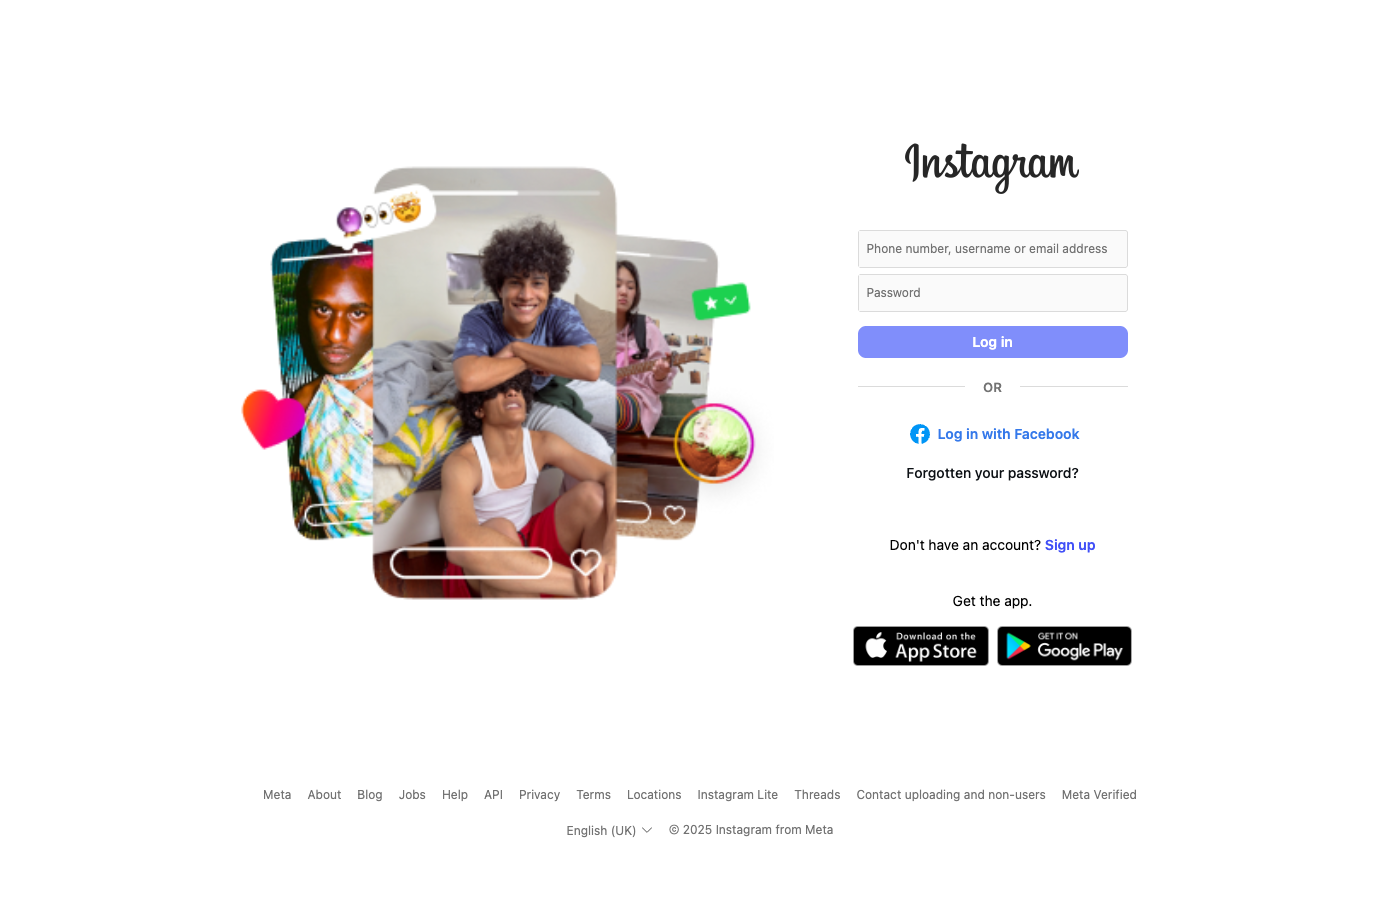 Instagram
Phone number, username or email address
Password
Log in
OR
Log in with Facebook
Forgotten your password?
Don't have an account? Sign up
Get the app.
Download on the App Store
GET IT ON Google Play
Meta About Blog Jobs Help API Privacy Terms Locations Instagram Lite Threads Contact uploading and non-users Meta Verified
English (UK) © 2025 Instagram from Meta